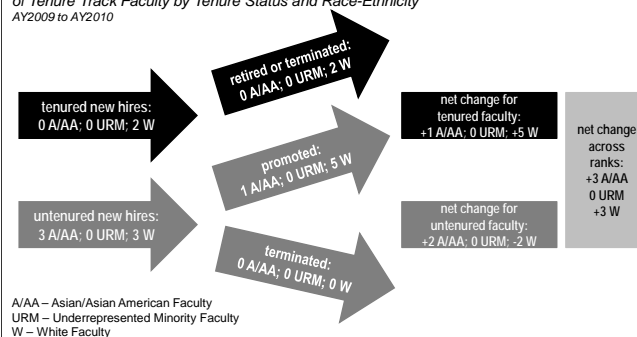 of Tenure Track Faculty by Tenure Status and Race-Ethnicity
AY2009 to AY2010
retired or terminated:
0 A/AA; 0 URM; 2 W
tenured new hires:
0 A/AA; 0 URM; 2 W
net change for
tenured faculty:
+1 A/AA; 0 URM; +5 W
net change
across
ranks:
+3 A/AA
0 URM
+3 W
promoted:
1 A/AA; 0 URM; 5 W
untenured new hires:
3 A/AA; 0 URM; 3 W
net change for
untenured faculty:
+2 A/AA; 0 URM; -2 W
terminated:
0 A/AA; 0 URM; 0 W
A/AA – Asian/Asian American Faculty
URM – Underrepresented Minority Faculty
W – White Faculty